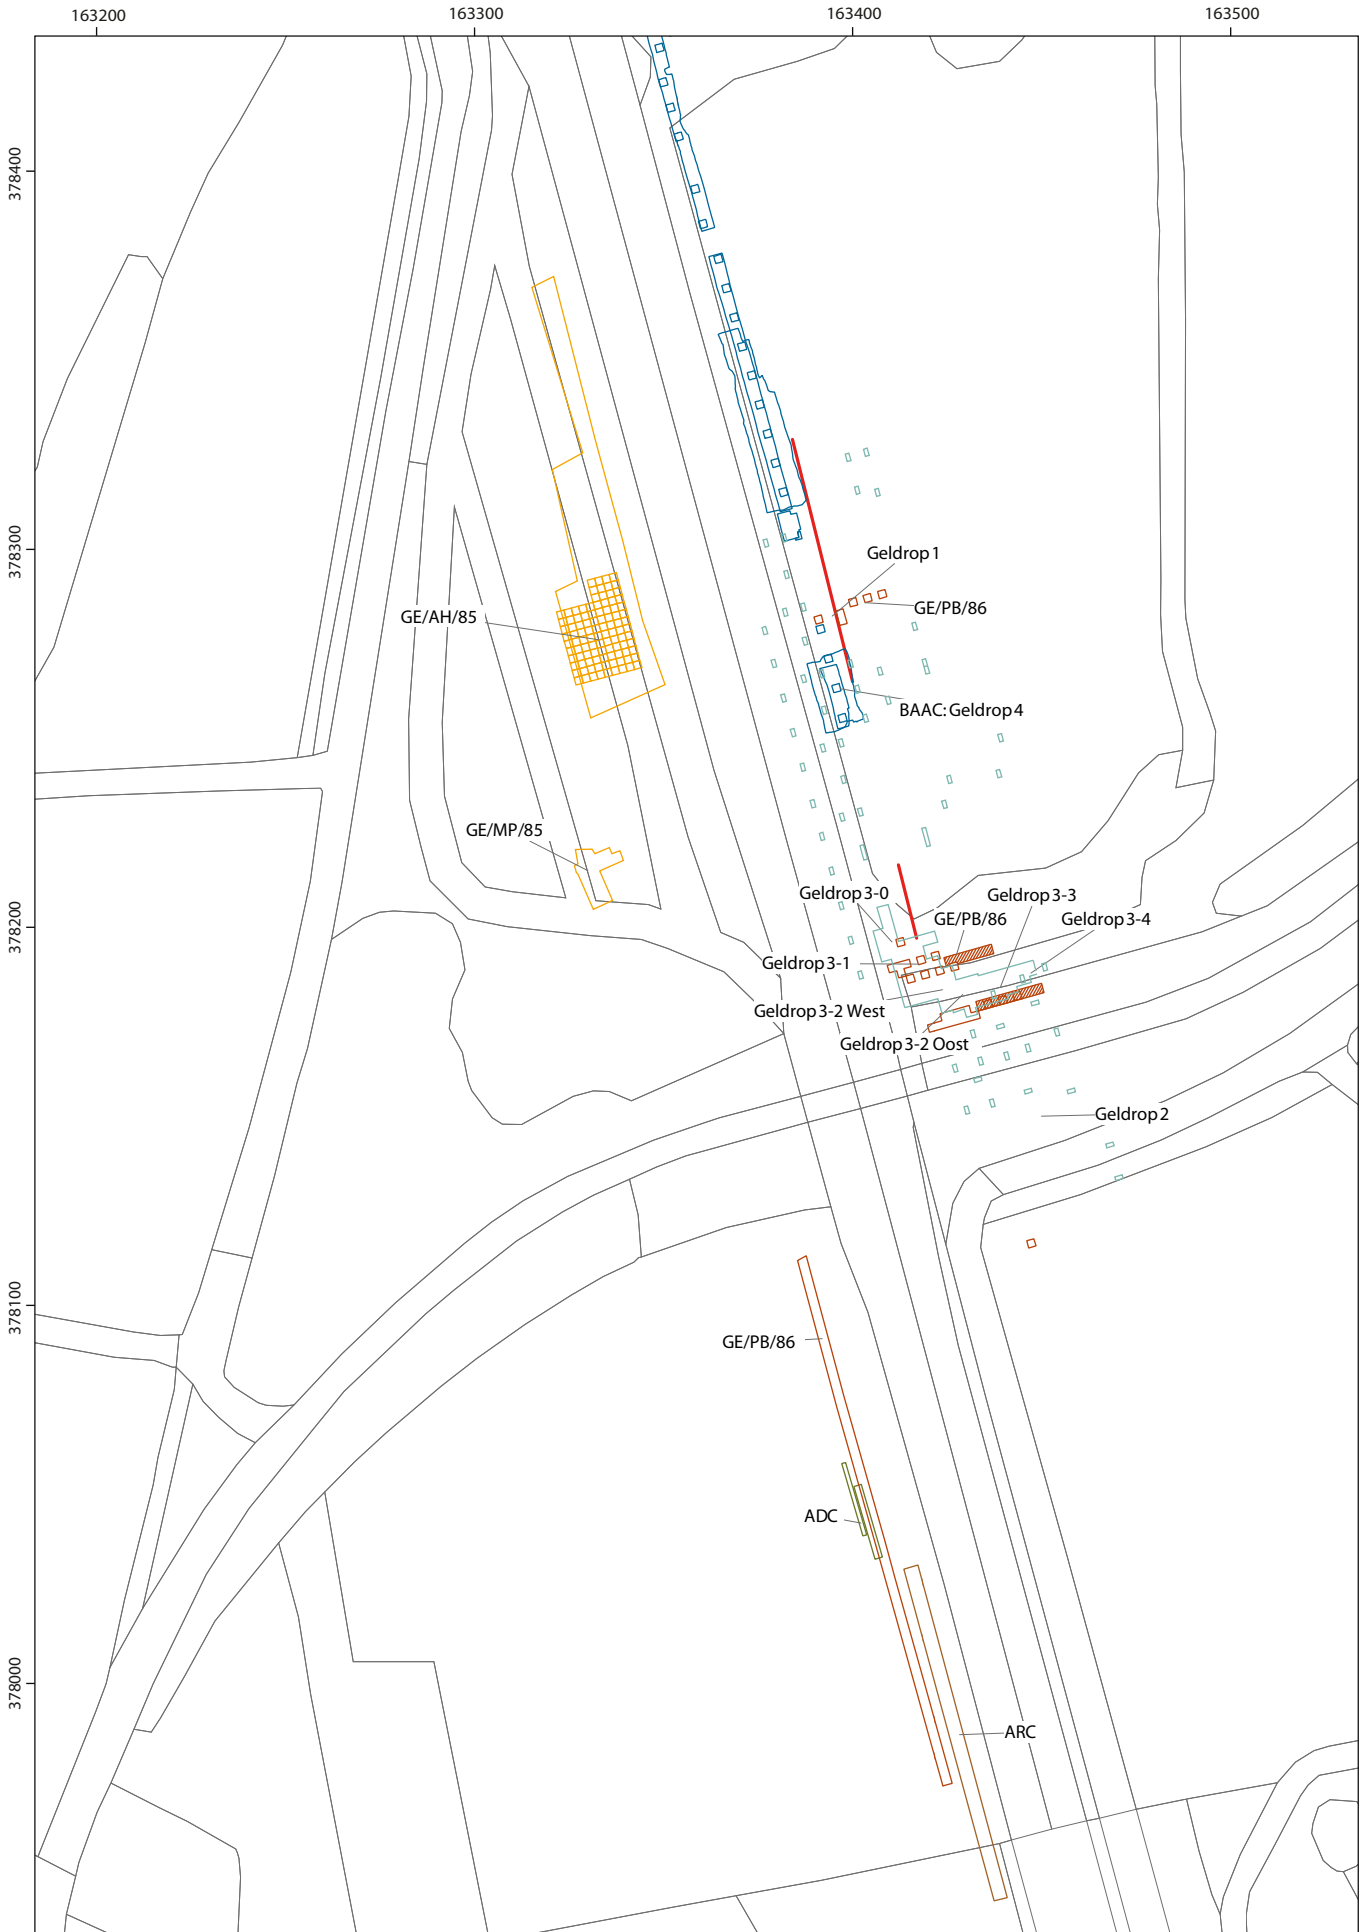 163200
163300
163400
163500
378400
378300
378200
378100
378000
Geldrop 1
GE/PB/86
GE/AH/85
BAAC: Geldrop 4
GE/MP/85
Geldrop 3-0
Geldrop 3-3
GE/PB/86
Geldrop 3-4
Geldrop 3-1
Geldrop 3-2 West
Geldrop 3-2 Oost
Geldrop 2
GE/PB/86
ADC
ARC